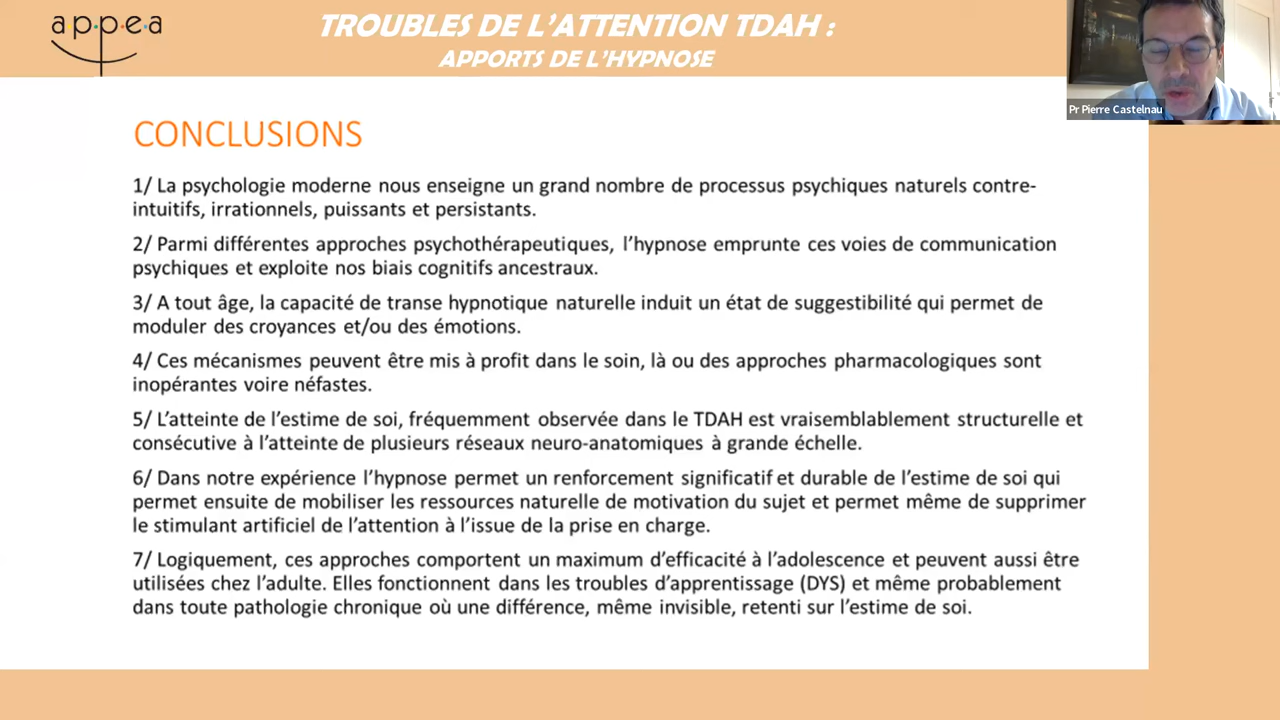 appea
TROUBLES DE L'ATTENTION TDAH :
APPORTS DE L'HYPNOSE
Pr Pierre Castelnau
CONCLUSIONS
1/ La psychologie moderne nous enseigne un grand nombre de processus psychiques naturels contre-
intuitifs, irrationnels, puissants et persistants.
2/ Parmi différentes approches psychothérapeutiques, l'hypnose emprunte ces voies de communication
psychiques et exploite nos biais cognitifs ancestraux.
3/ A tout âge, la capacité de transe hypnotique naturelle induit un état de suggestibilité qui permet de
moduler des croyances et/ou des émotions.
4/ Ces mécanismes peuvent être mis à profit dans le soin, là ou des approches pharmacologiques sont
inopérantes voire néfastes.
5/ L'atteinte de l'estime de soi, fréquemment observée dans le TDAH est vraisemblablement structurelle et
consécutive à l'atteinte de plusieurs réseaux neuro-anatomiques à grande échelle.
6/ Dans notre expérience l'hypnose permet un renforcement significatif et durable de l'estime de soi qui
permet ensuite de mobiliser les ressources naturelle de motivation du sujet et permet même de supprimer
le stimulant artificiel de l'attention à l'issue de la prise en charge.
7/ Logiquement, ces approches comportent un maximum d'efficacité à l'adolescence et peuvent aussi être
utilisées chez l'adulte. Elles fonctionnent dans les troubles d'apprentissage (DYS) et même probablement
dans toute pathologie chronique où une différence, même invisible, retenti sur l'estime de soi.